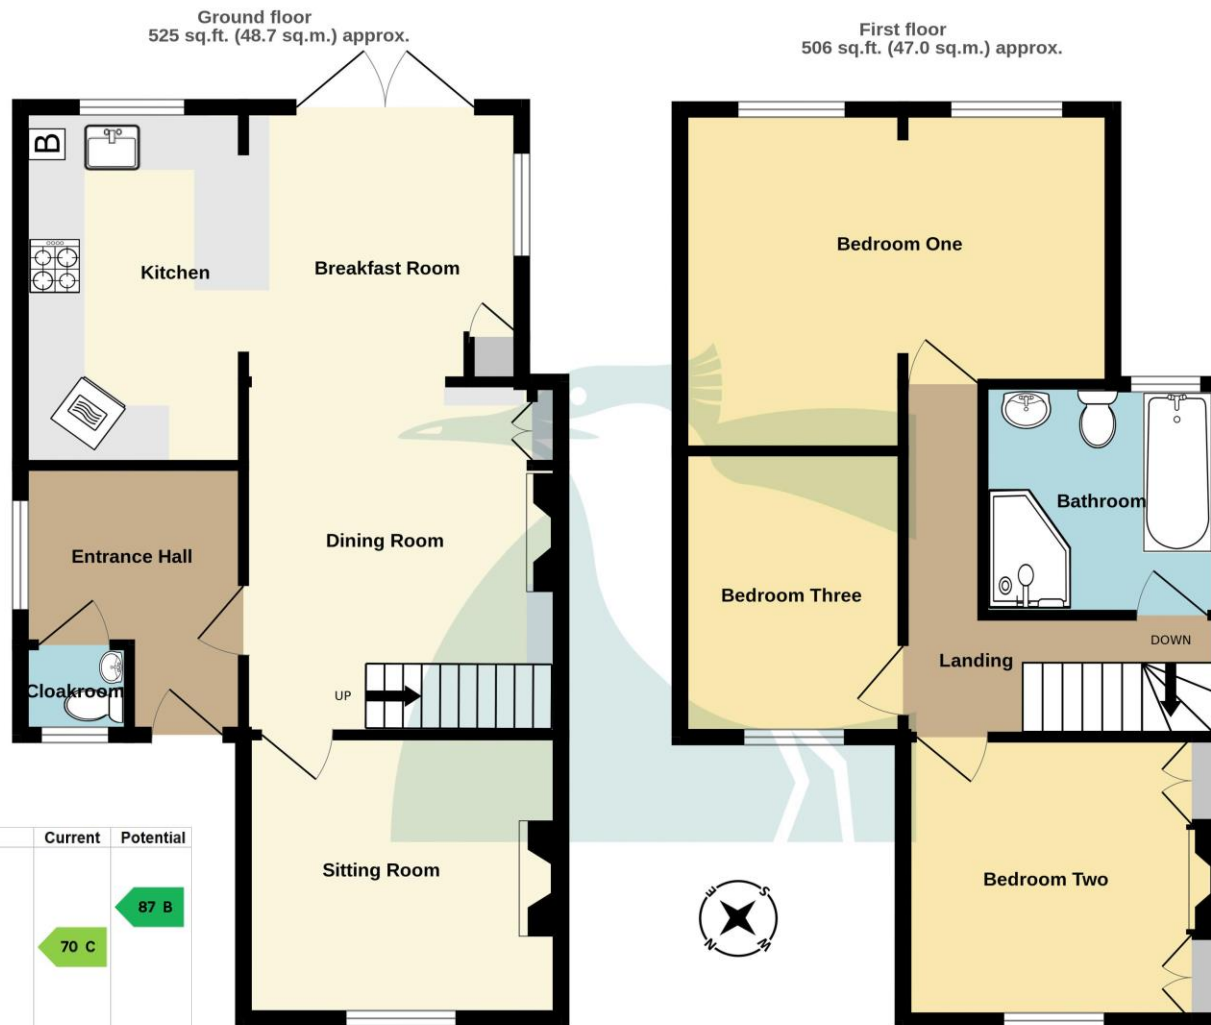 Ground floor
525 sq.ft. (48.7 sq.m.) approx.
First floor
506 sq.ft. (47.0 sq.m.) approx.
B
Kitchen
Breakfast Room
Entrance Hall
Dining Room
Cloakroom
UP
Sitting Room
Bedroom One
Bathroom
Bedroom Three
Landing
DOWN
Bedroom Two
Current Potential
87 B
70 C
E
S
N
W